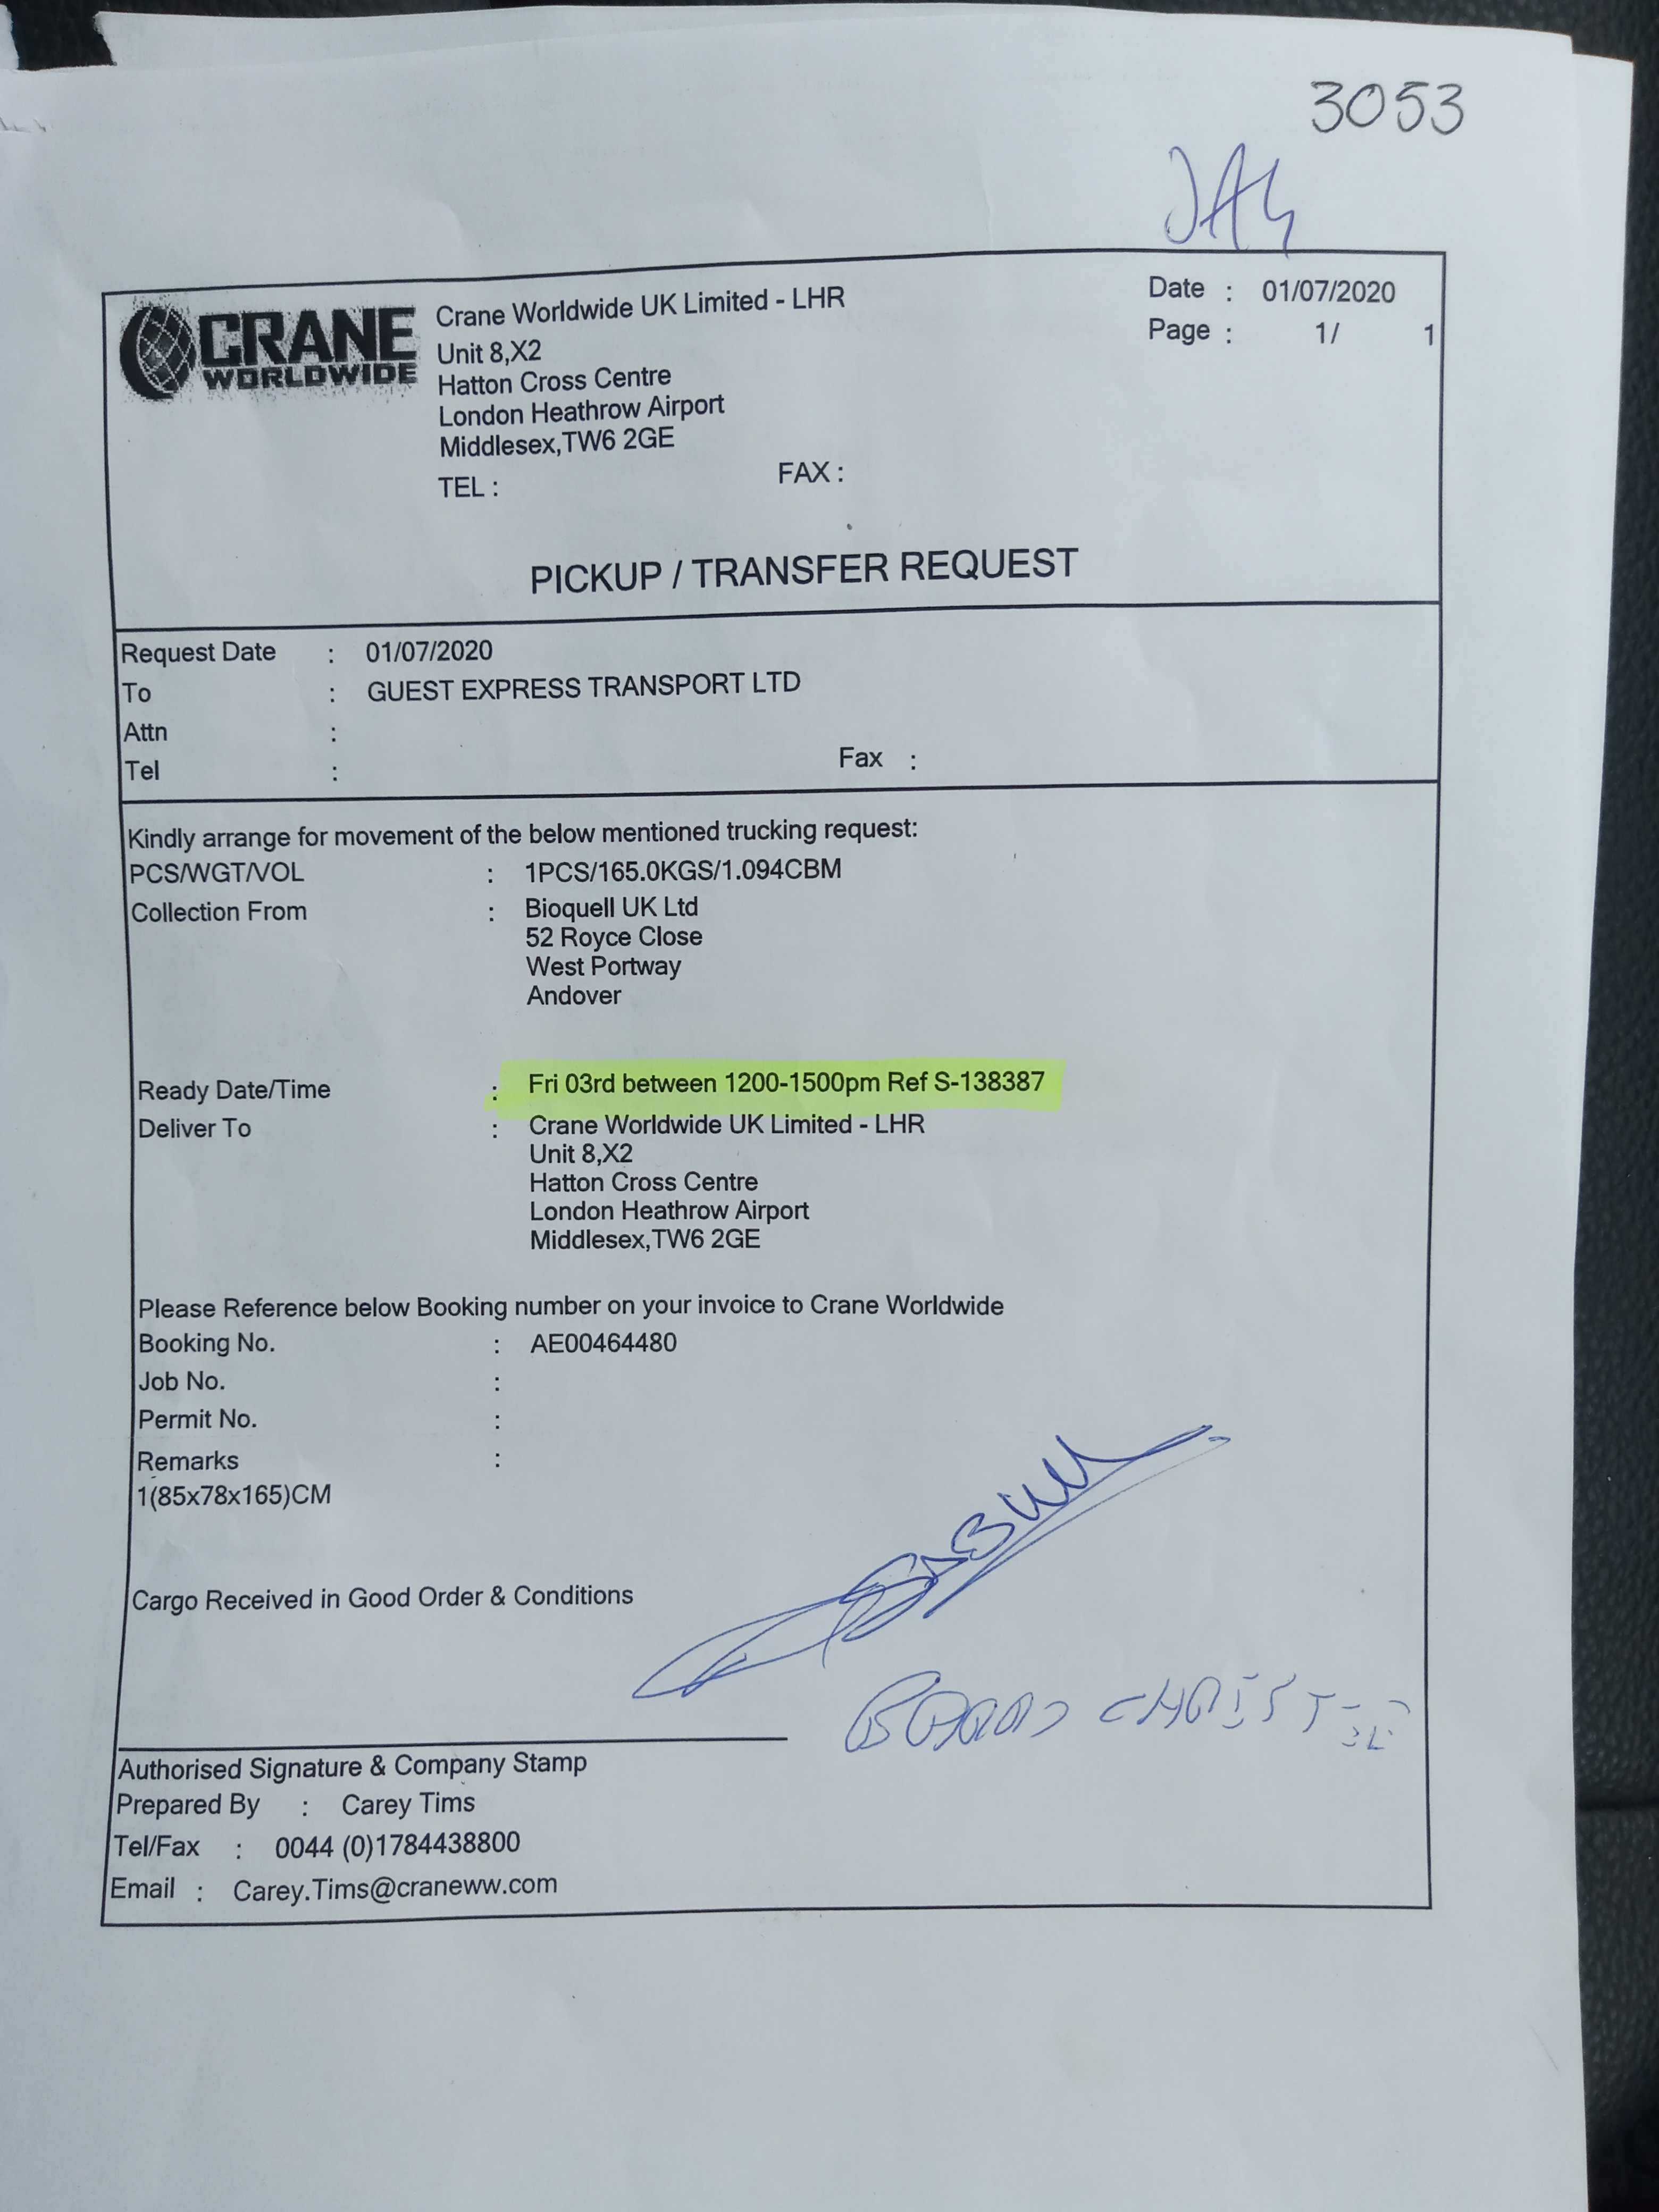 3053
CRANE
WORLDWIDE
Crane Worldwide UK Limited - LHR
Unit 8,X2
Hatton Cross Centre
London Heathrow Airport
Middlesex,TW6 2GE
TEL :
FAX :
Date : 01/07/2020
Page : 1/ 1
PICKUP / TRANSFER REQUEST
Request Date : 01/07/2020
To : GUEST EXPRESS TRANSPORT LTD
Attn :
Tel :
Fax :
Kindly arrange for movement of the below mentioned trucking request:
PCS/WGT/VOL : 1PCS/165.0KGS/1.094CBM
Collection From : Bioquell UK Ltd
52 Royce Close
West Portway
Andover
Ready Date/Time : Fri 03rd between 1200-1500pm Ref S-138387
Deliver To : Crane Worldwide UK Limited - LHR
Unit 8,X2
Hatton Cross Centre
London Heathrow Airport
Middlesex,TW6 2GE
Please Reference below Booking number on your invoice to Crane Worldwide
Booking No. : AE00464480
Job No. :
Permit No. :
Remarks :
1(85x78x165)CM
Cargo Received in Good Order & Conditions
Authorised Signature & Company Stamp
Prepared By : Carey Tims
Tel/Fax : 0044 (0)1784438800
Email : Carey.Tims@craneww.com